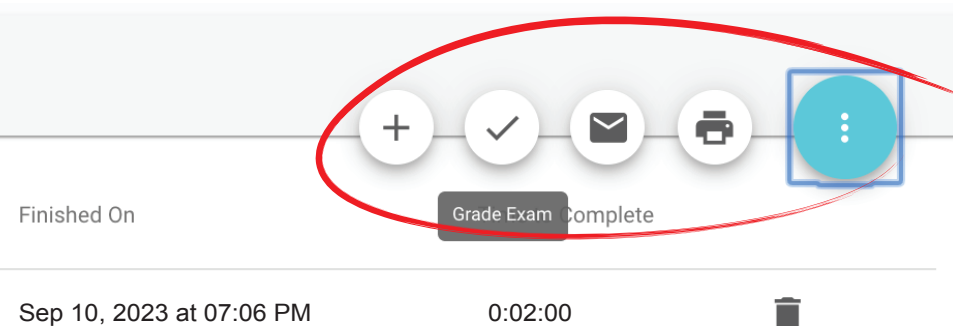 Finished On
Grade Exam
Complete
Sep 10, 2023 at 07:06 PM
0:02:00